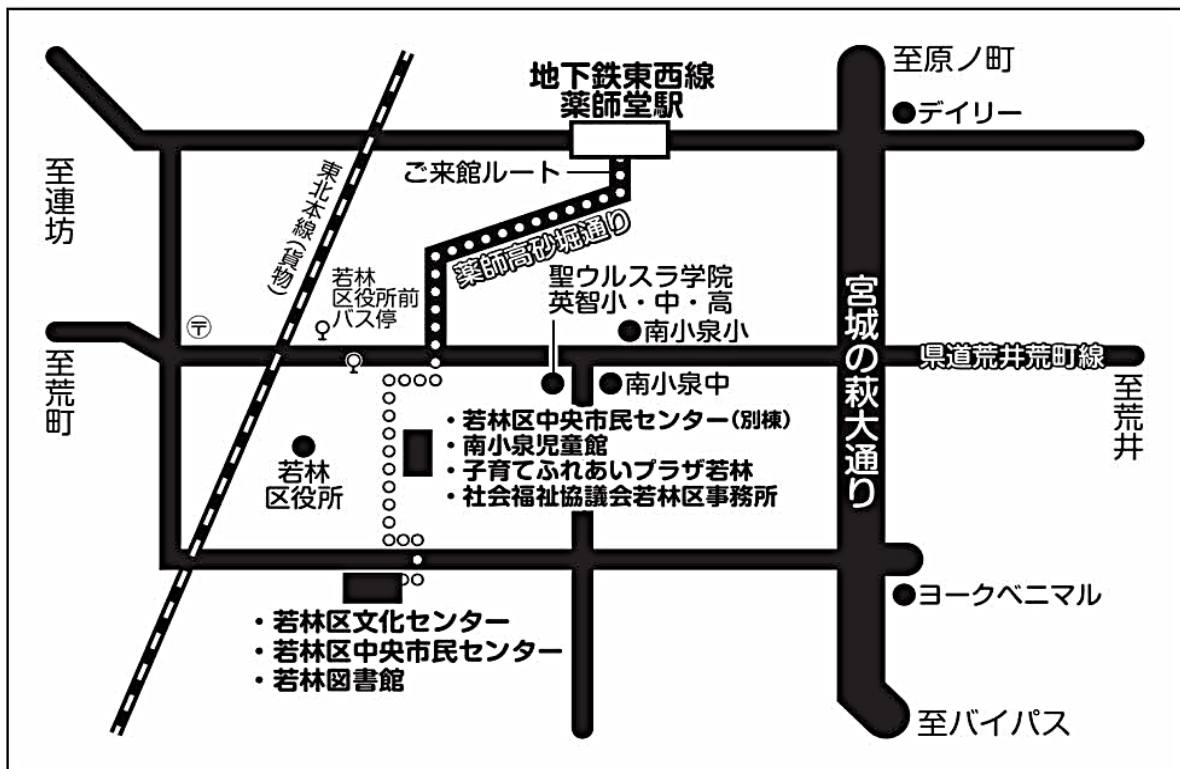 至原ノ町
地下鉄東西線
薬師堂駅
デイリー
至連坊
ご来館ルート
東北本線(貨物)
薬師高砂堀通り
若林
区役所前
バス停
聖ウルスラ学院
英智小・中・高
宮城の萩大通り
〒
南小泉小
県道荒井荒町線
至荒町
南小泉中
至荒井
・若林区中央市民センター(別棟)
・南小泉児童館
・子育てふれあいプラザ若林
・社会福祉協議会若林区事務所
若林
区役所
ヨークベニマル
・若林区文化センター
・若林区中央市民センター
・若林図書館
至バイパス